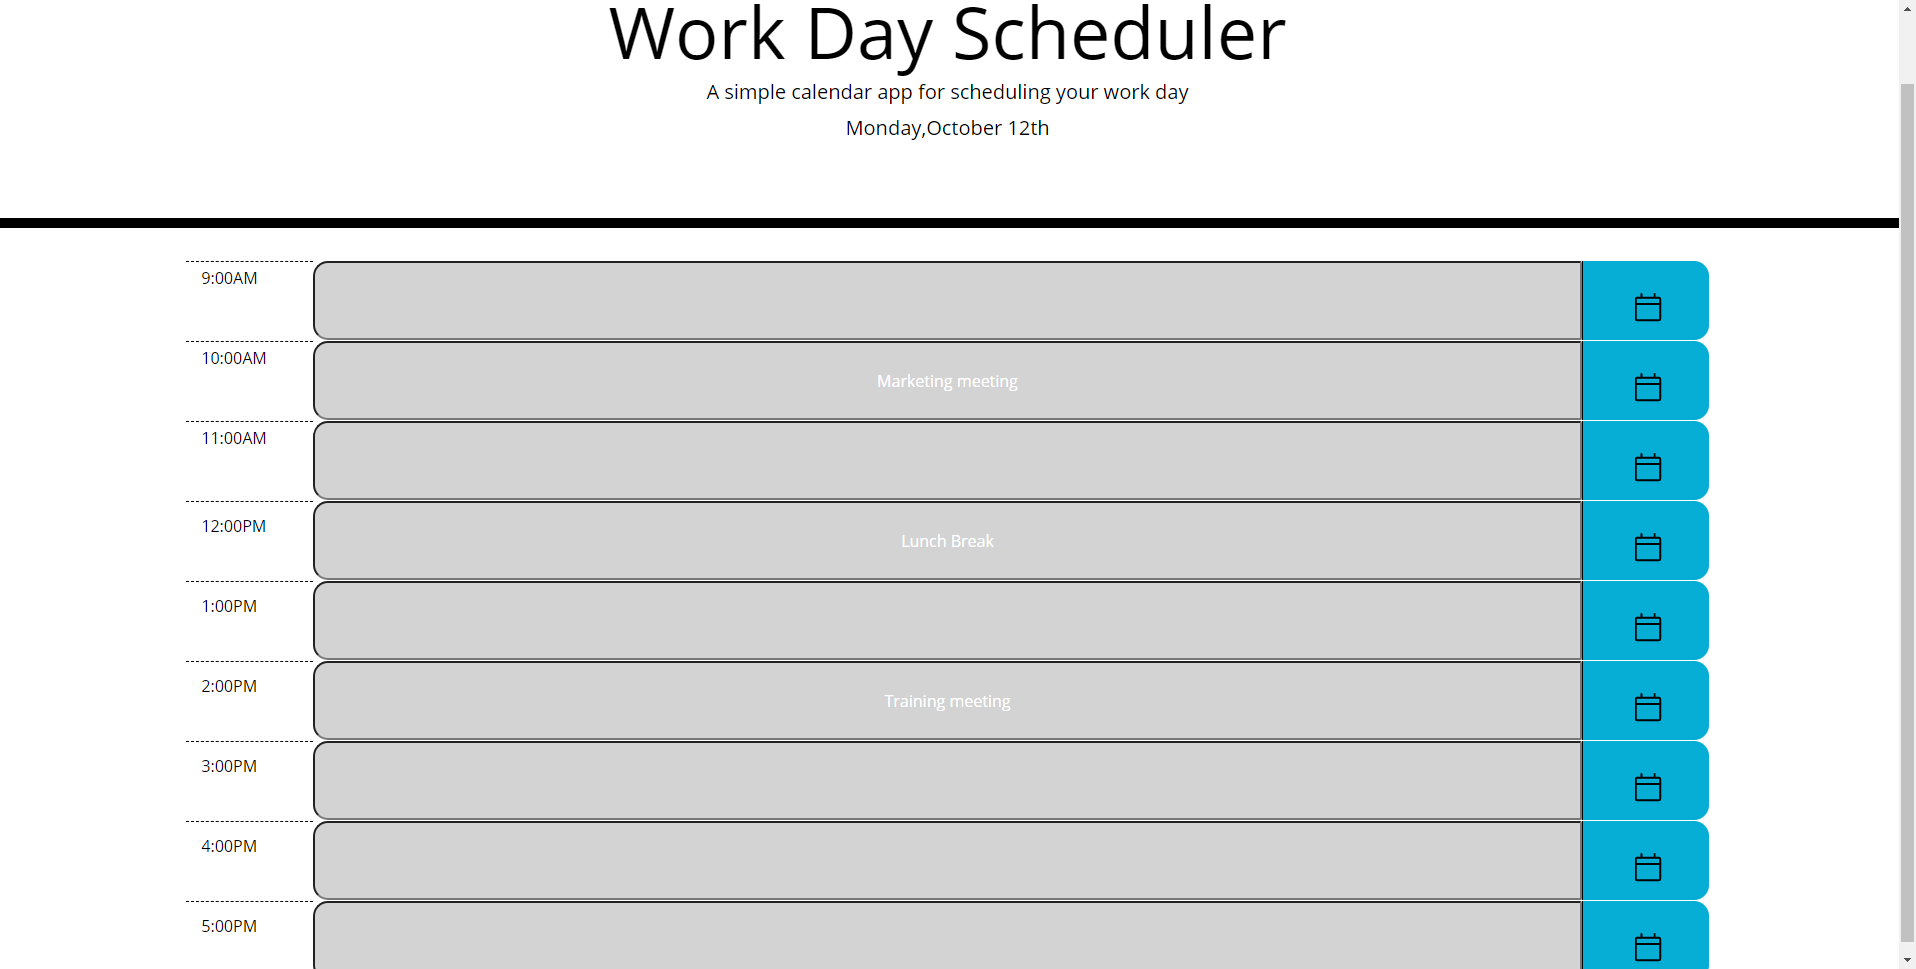 Work Day Scheduler
A simple calendar app for scheduling your work day
Monday,October 12th
9:00AM
10:00AM
Marketing meeting
11:00AM
12:00PM
Lunch Break
1:00PM
2:00PM
Training meeting
3:00PM
4:00PM
5:00PM